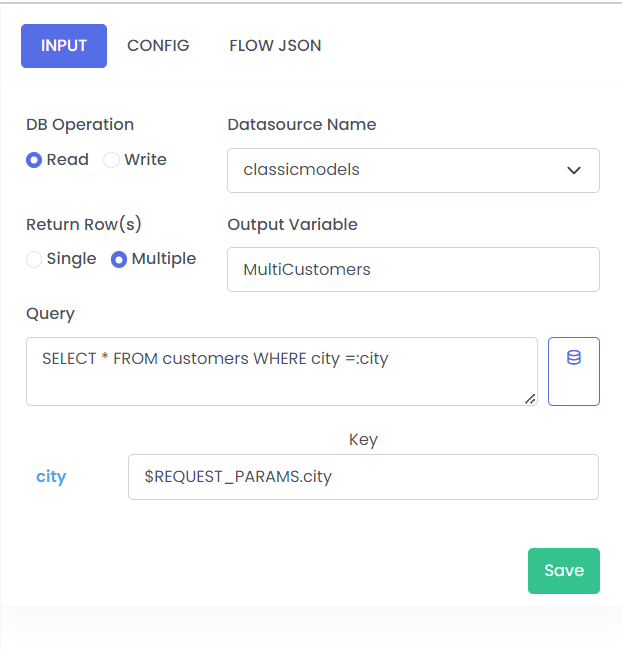 INPUT CONFIG FLOW JSON
DB Operation Datasource Name
Read Write classicmodels
Return Row(s) Output Variable
Single Multiple MultiCustomers
Query
SELECT * FROM customers WHERE city =:city
Key
city $REQUEST_PARAMS.city
Save